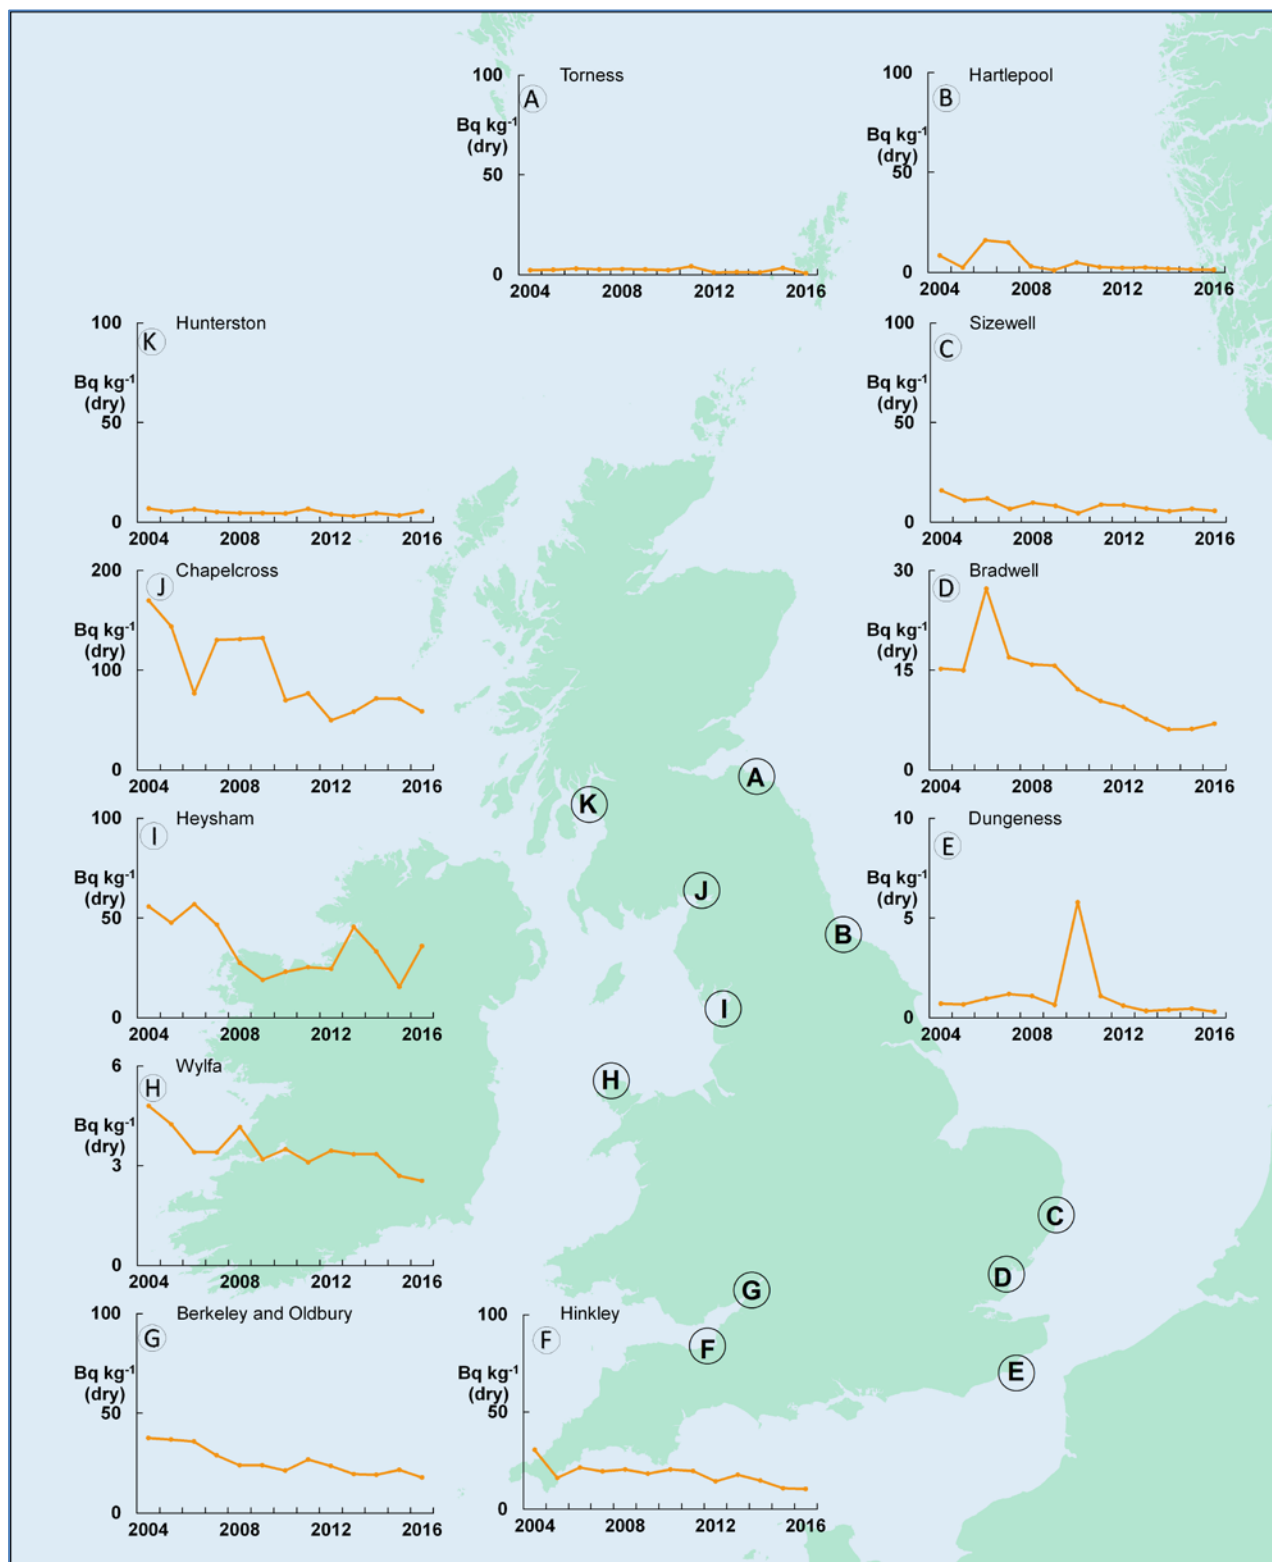 100
Torness
A
Bq kg-1
(dry)
50
0
2004 2008 2012 2016
100
Hartlepool
B
Bq kg-1
(dry)
50
0
2004 2008 2012 2016
100
Hunterston
K
Bq kg-1
(dry)
50
0
2004 2008 2012 2016
100
Sizewell
C
Bq kg-1
(dry)
50
0
2004 2008 2012 2016
200
Chapelcross
J
Bq kg-1
(dry)
100
0
2004 2008 2012 2016
30
Bradwell
D
Bq kg-1
(dry)
15
0
2004 2008 2012 2016
100
Heysham
I
Bq kg-1
(dry)
50
0
2004 2008 2012 2016
10
Dungeness
E
Bq kg-1
(dry)
5
0
2004 2008 2012 2016
6
Wylfa
H
Bq kg-1
(dry)
3
0
2004 2008 2012 2016
100
Berkeley and Oldbury
G
Bq kg-1
(dry)
50
0
2004 2008 2012 2016
100
Hinkley
F
Bq kg-1
(dry)
50
0
2004 2008 2012 2016
A
K
J
B
I
H
C
D
G
F
E